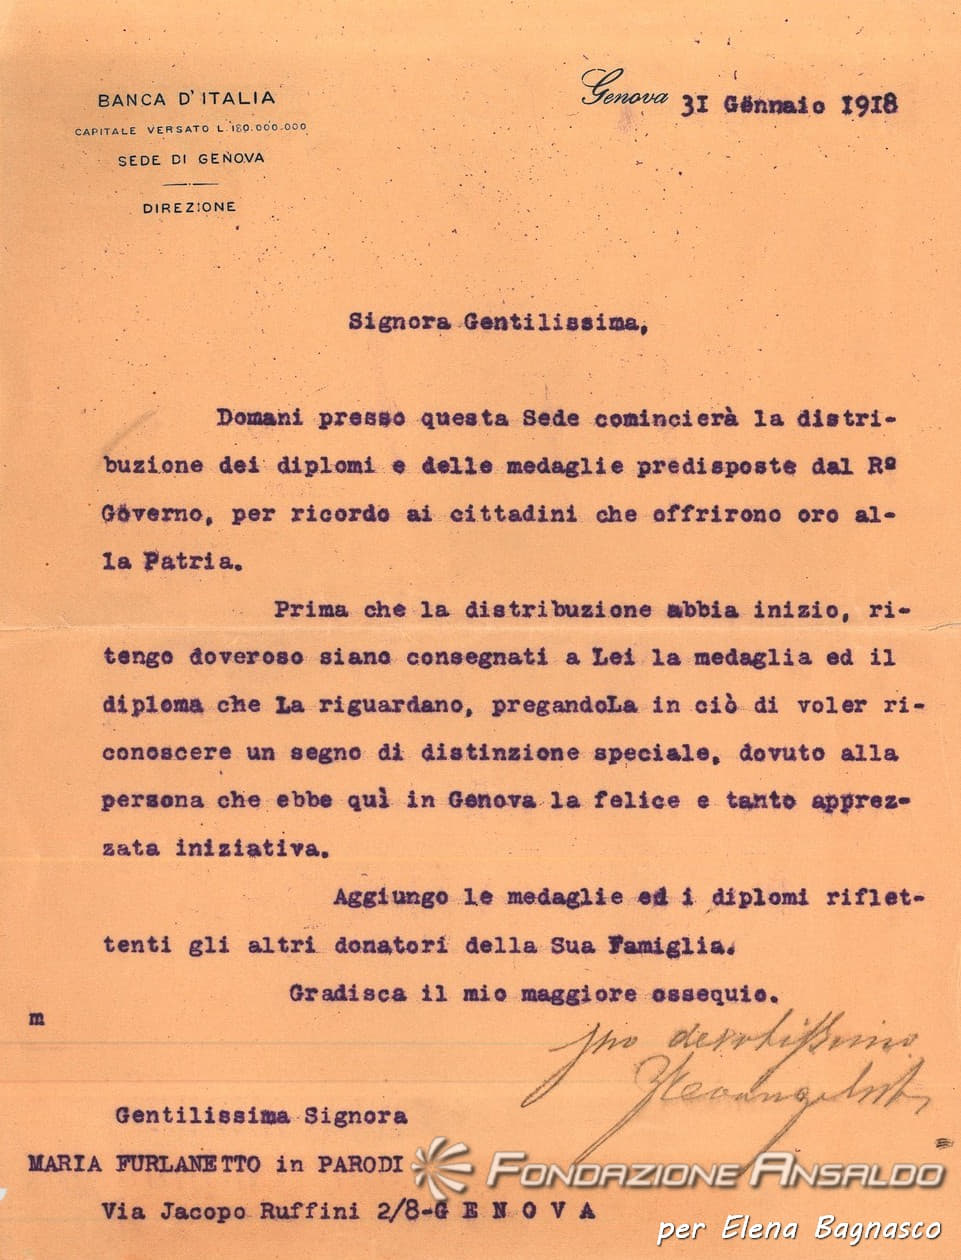 BANCA D'ITALIA
CAPITALE VERSATO L. 180.000.000
SEDE DI GENOVA
DIREZIONE
Genova 31 Gennaio 1918
Signora Gentilissima,
Domani presso questa Sede comincierà la distri-
buzione dei diplomi e delle medaglie predisposte dal Rº
Governo, per ricordo ai cittadini che offrirono oro al-
la Patria.
Prima che la distribuzione abbia inizio, ri-
tengo doveroso siano consegnati a Lei la medaglia ed il
diploma che La riguardano, pregandoLa in ciò di voler ri-
conoscere un segno di distinzione speciale, dovuto alla
persona che ebbe quì in Genova la felice e tanto apprez-
zata iniziativa.
Aggiungo le medaglie ed i diplomi riflet-
tenti gli altri donatori della Sua Famiglia.
Gradisca il mio maggiore ossequio.
m
devotissimo
Gentilissima Signora
MARIA FURLANETTO in PARODI
Via Jacopo Ruffini 2/8-G E N O V A
FONDAZIONE ANSALDO
per Elena Bagnasco